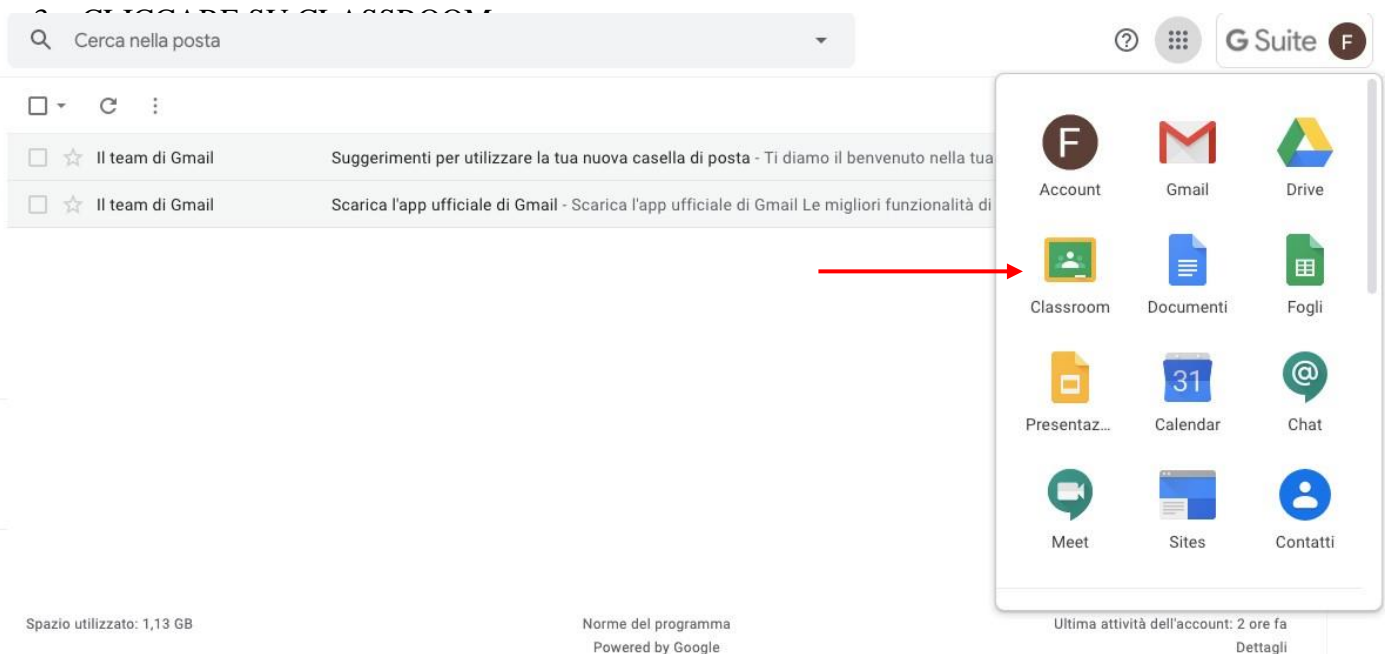 CLICCARE SU CLASSROOM
Cerca nella posta
G Suite F
Il team di Gmail Suggerimenti per utilizzare la tua nuova casella di posta - Ti diamo il benvenuto nella tua
Il team di Gmail Scarica l'app ufficiale di Gmail - Scarica l'app ufficiale di Gmail Le migliori funzionalità di
F
Account Gmail Drive
Classroom Documenti Fogli
31 @
Presentaz... Calendar Chat
Meet Sites Contatti
Spazio utilizzato: 1,13 GB Norme del programma Ultima attività dell'account: 2 ore fa
Powered by Google Dettagli